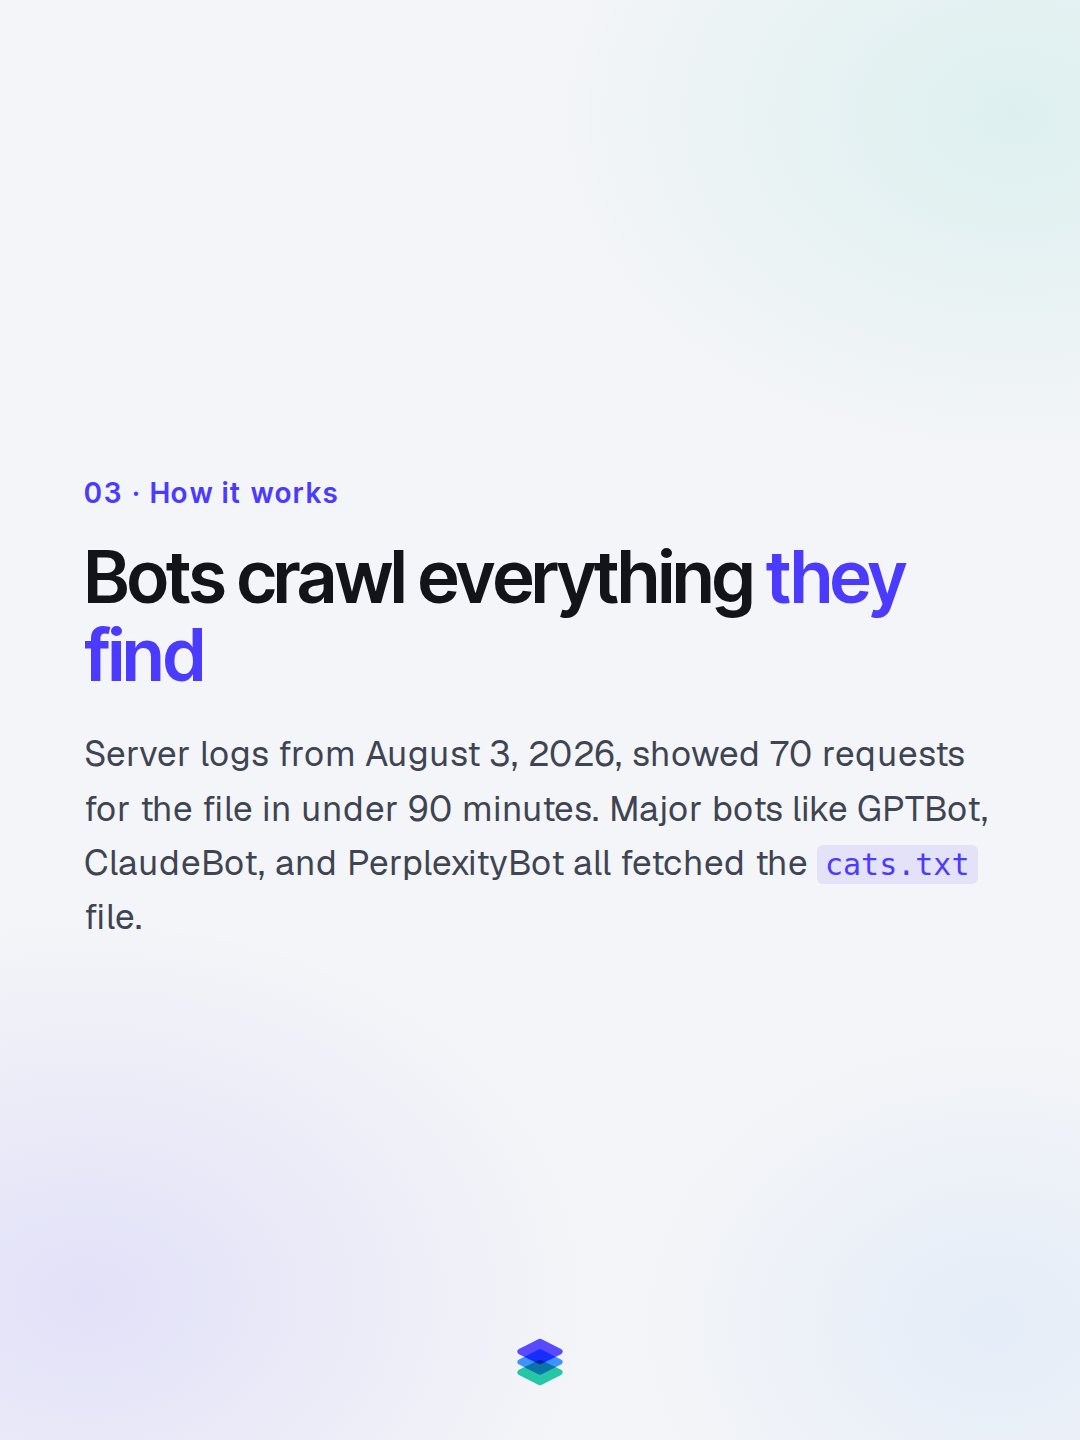 03 · How it works
Bots crawl everything they
find
Server logs from August 3, 2026, showed 70 requests
for the file in under 90 minutes. Major bots like GPTBot,
ClaudeBot, and PerplexityBot all fetched the cats.txt
file.